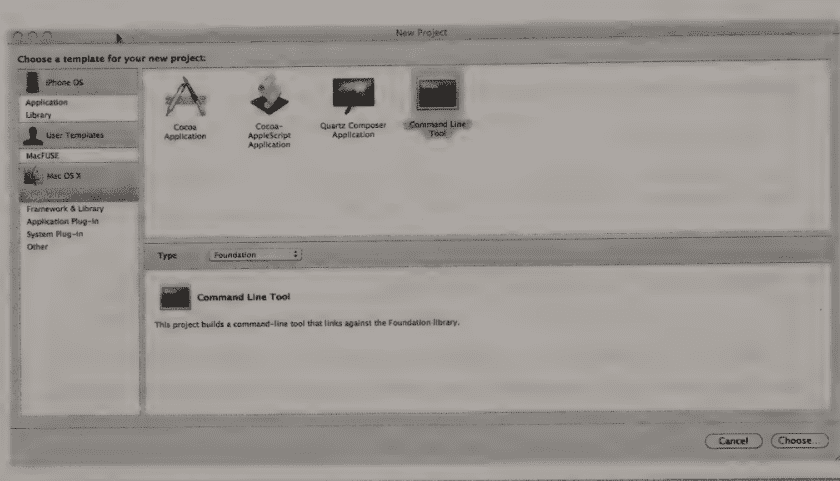 New Project
Choose a template for your new project:
iPhone OS
Application
Library
User Templates
MacFUSE
Mac OS X
Framework & Library
Application Plug-in
System Plug-in
Other
Cocoa
Application
Cocoa-
AppleScript
Application
Quartz Composer
Application
Command Line
Tool
Type
Foundation
Command Line Tool
This project builds a command-line tool that links against the Foundation library.
Cancel
Choose...